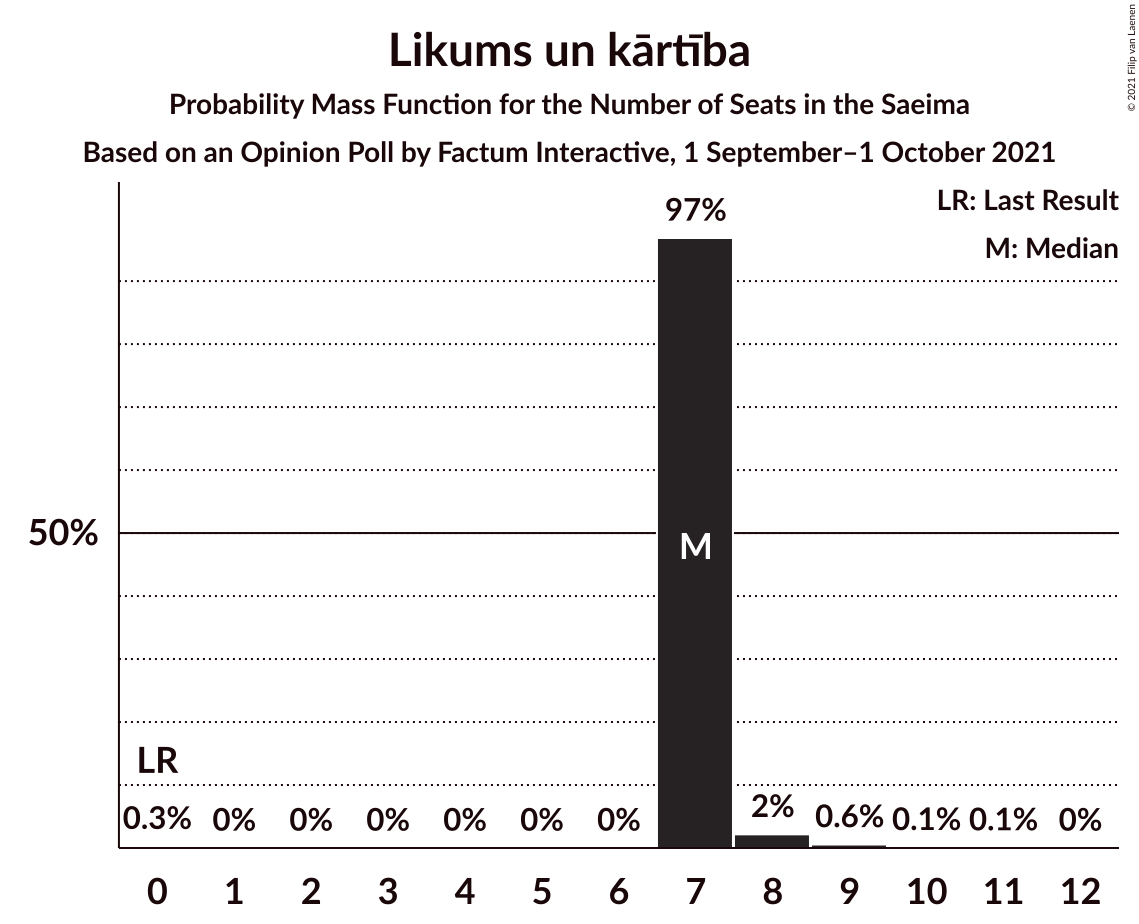 © 2021 Filip van Laenen
Likums un kārtība
Probability Mass Function for the Number of Seats in the Saeima
Based on an Opinion Poll by Factum Interactive, 1 September–1 October 2021
LR: Last Result
M: Median
97%
50%
M
LR
0.3% 0% 0% 0% 0% 0% 0% 2% 0.6% 0.1% 0.1% 0%
0 1 2 3 4 5 6 7 8 9 10 11 12